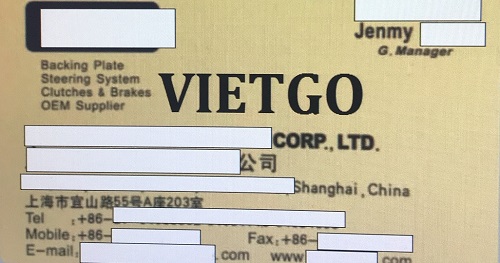 Jenmy
G. Manager
Backing Plate
Steering System
Clutches & Brakes
OEM Supplier
VIETGO
CORP., LTD.
公司
Shanghai, China
上海市宜山路55号A座203室
Tel :+86-
Mobile:+86- Fax:+86-
E-mail: .com www .com